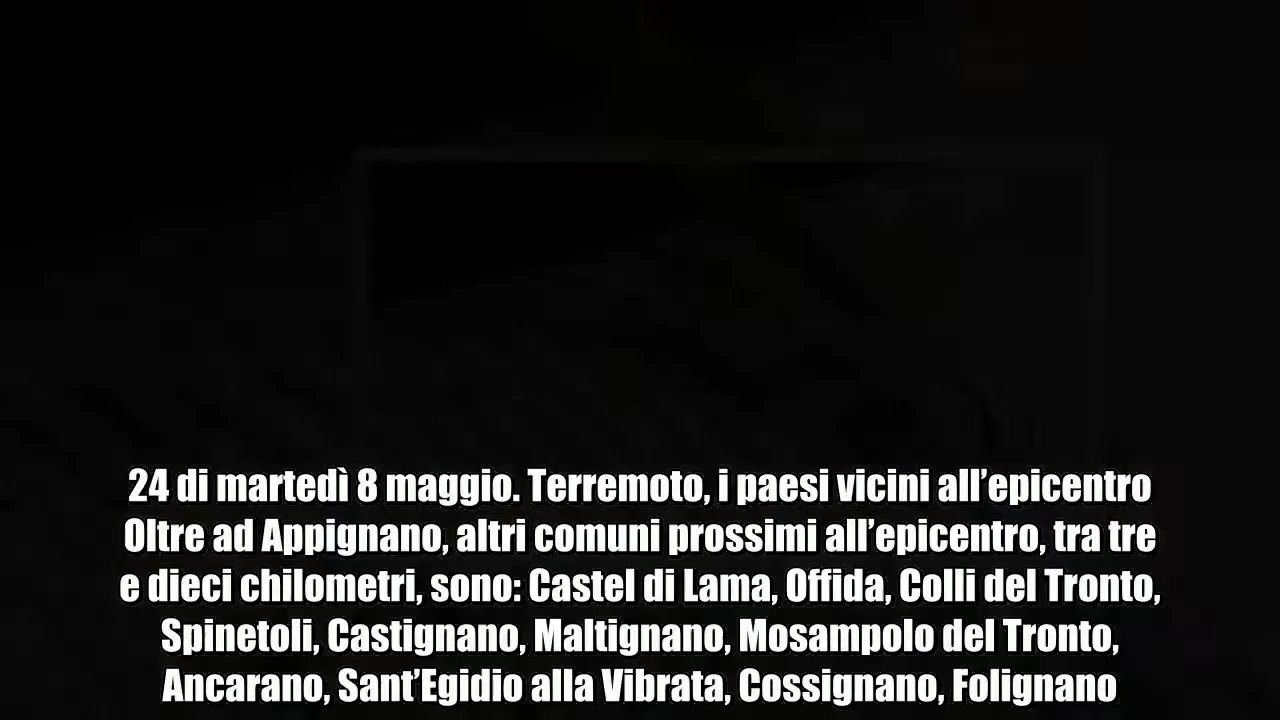 24 di martedì 8 maggio. Terremoto, i paesi vicini all’epicentro
Oltre ad Appignano, altri comuni prossimi all’epicentro, tra tre
e dieci chilometri, sono: Castel di Lama, Offida, Colli del Tronto,
Spinetoli, Castignano, Maltignano, Mosampolo del Tronto,
Ancarano, Sant’Egidio alla Vibrata, Cossignano, Folignano